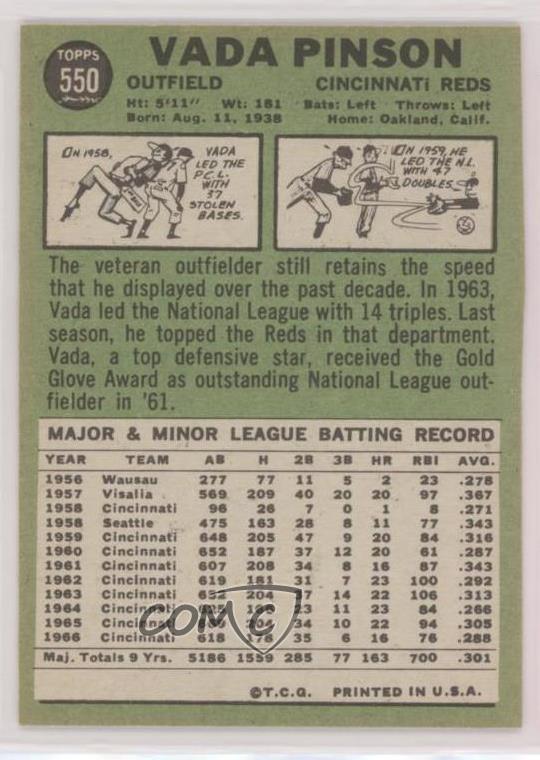 TOPPS
550
VADA PINSON
OUTFIELD CINCINNATI REDS
Ht: 5'11" Wt: 181 Bats: Left Throws: Left
Born: Aug. 11, 1938 Home: Oakland, Calif.
IN 1958, VADA
LED THE
P.C.L.
WITH
37
STOLEN
BASES.
IN 1959, HE
LED THE N.L.
WITH 47
DOUBLES.
The veteran outfielder still retains the speed
that he displayed over the past decade. In 1963,
Vada led the National League with 14 triples. Last
season, he topped the Reds in that department.
Vada, a top defensive star, received the Gold
Glove Award as outstanding National League out-
fielder in '61.
MAJOR & MINOR LEAGUE BATTING RECORD
YEAR TEAM AB H 2B 3B HR RBI AVG.
1956 Wausau 277 77 11 5 2 23 .278
1957 Visalia 569 209 40 20 20 97 .367
1958 Cincinnati 96 26 7 0 1 8 .271
1958 Seattle 475 163 28 8 11 77 .343
1959 Cincinnati 648 205 47 9 20 84 .316
1960 Cincinnati 652 187 37 12 20 61 .287
1961 Cincinnati 607 208 34 8 16 87 .343
1962 Cincinnati 619 181 31 7 23 100 .292
1963 Cincinnati 204 37 14 22 106 .313
1964 Cincinnati 23 11 23 84 .266
1965 Cincinnati 204 34 10 22 94 .305
1966 Cincinnati 618 178 35 6 16 76 .288
Maj. Totals 9 Yrs. 5186 1559 285 77 163 700 .301
©T.C.G. PRINTED IN U.S.A.
COMC